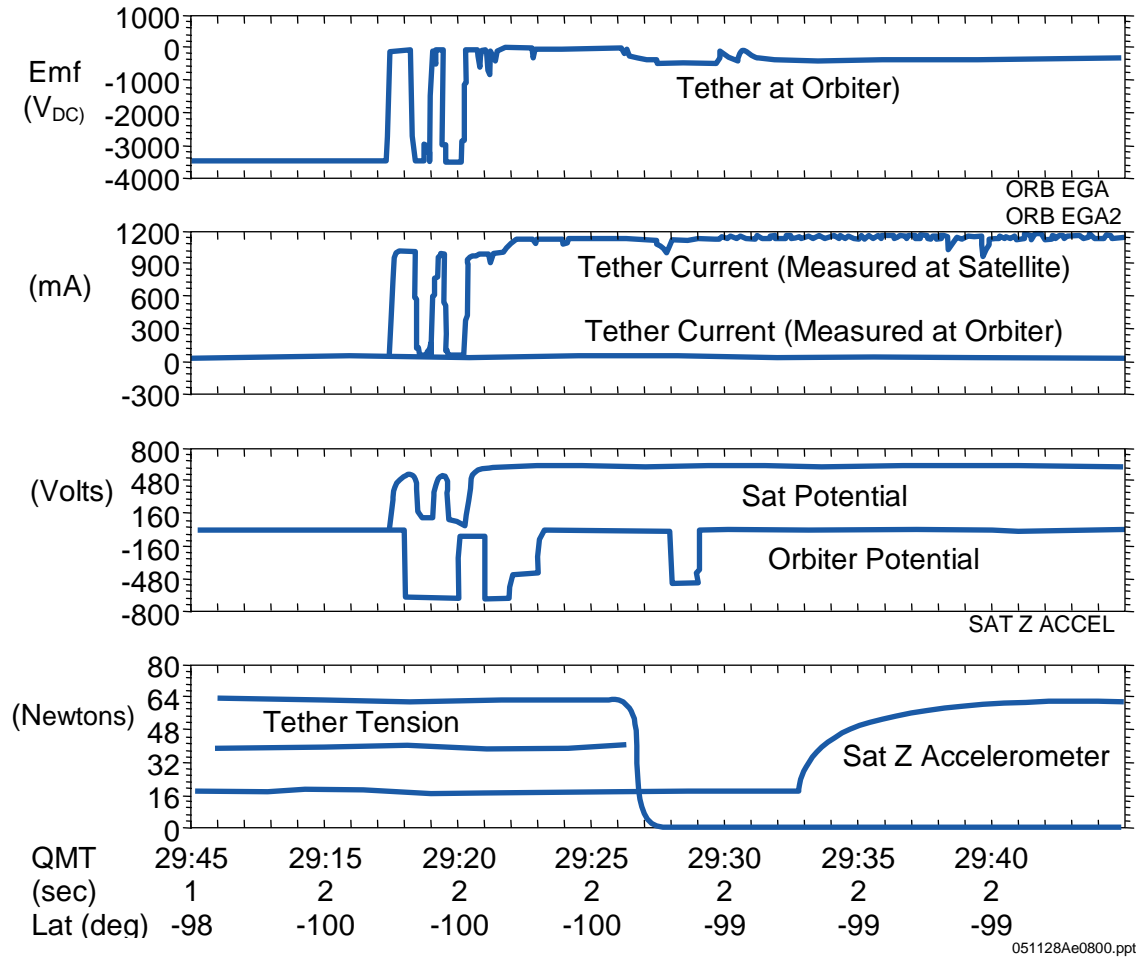 1000
0
-1000
-2000
-3000
-4000
Emf
(VDC)
Tether at Orbiter)
ORB EGA
ORB EGA2
1200
900
600
300
0
-300
(mA)
Tether Current (Measured at Satellite)
Tether Current (Measured at Orbiter)
800
480
160
-160
-480
-800
(Volts)
Sat Potential
Orbiter Potential
SAT Z ACCEL
80
64
48
32
16
0
(Newtons)
Tether Tension
Sat Z Accelerometer
QMT 29:45 29:15 29:20 29:25 29:30 29:35 29:40
(sec) 1 2 2 2 2 2 2
Lat (deg) -98 -100 -100 -100 -99 -99 -99
051128Ae0800.ppt